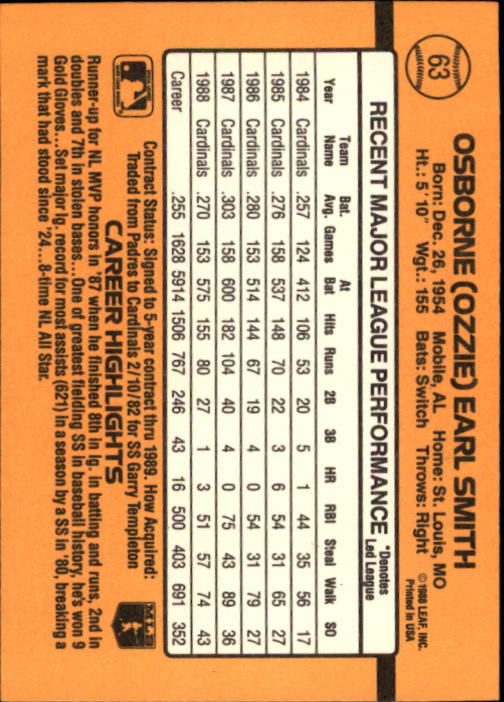 63
OSBORNE (OZZIE) EARL SMITH
Born: Dec. 26, 1954 Mobile, AL Home: St. Louis, MO
Ht.: 5' 10" Wgt.: 155 Bats: Switch Throws: Right
©1988 LEAF, INC.
Printed in USA
RECENT MAJOR LEAGUE PERFORMANCE *Denotes Led League
Year Team Name Bat. Avg. Games At Bat Hits Runs 2B 3B HR RBI Steal Walk SO
1984 Cardinals .257 124 412 106 53 20 5 1 44 35 56 17
1985 Cardinals .276 158 537 148 70 22 3 6 54 31 65 27
1986 Cardinals .280 153 514 144 67 19 4 0 54 31 79 27
1987 Cardinals .303 158 600 182 104 40 4 0 75 43 89 36
1988 Cardinals .270 153 575 155 80 27 1 3 51 57 74 43
Career .255 1628 5914 1506 767 246 43 16 500 403 691 352
Contract Status: Signed to 5-year contract thru 1989. How Acquired:
Traded from Padres to Cardinals 2/10/82 for SS Garry Templeton
CAREER HIGHLIGHTS
Runner-up for NL MVP honors in '87 when he finished 8th in lg. in batting and runs, 2nd in
doubles and 7th in stolen bases...One of greatest fielding SS in baseball history, he's won 9
Gold Gloves...Set major lg. record for most assists (621) in a season by a SS in '80, breaking a
mark that had stood since '24...8-time NL All Star.